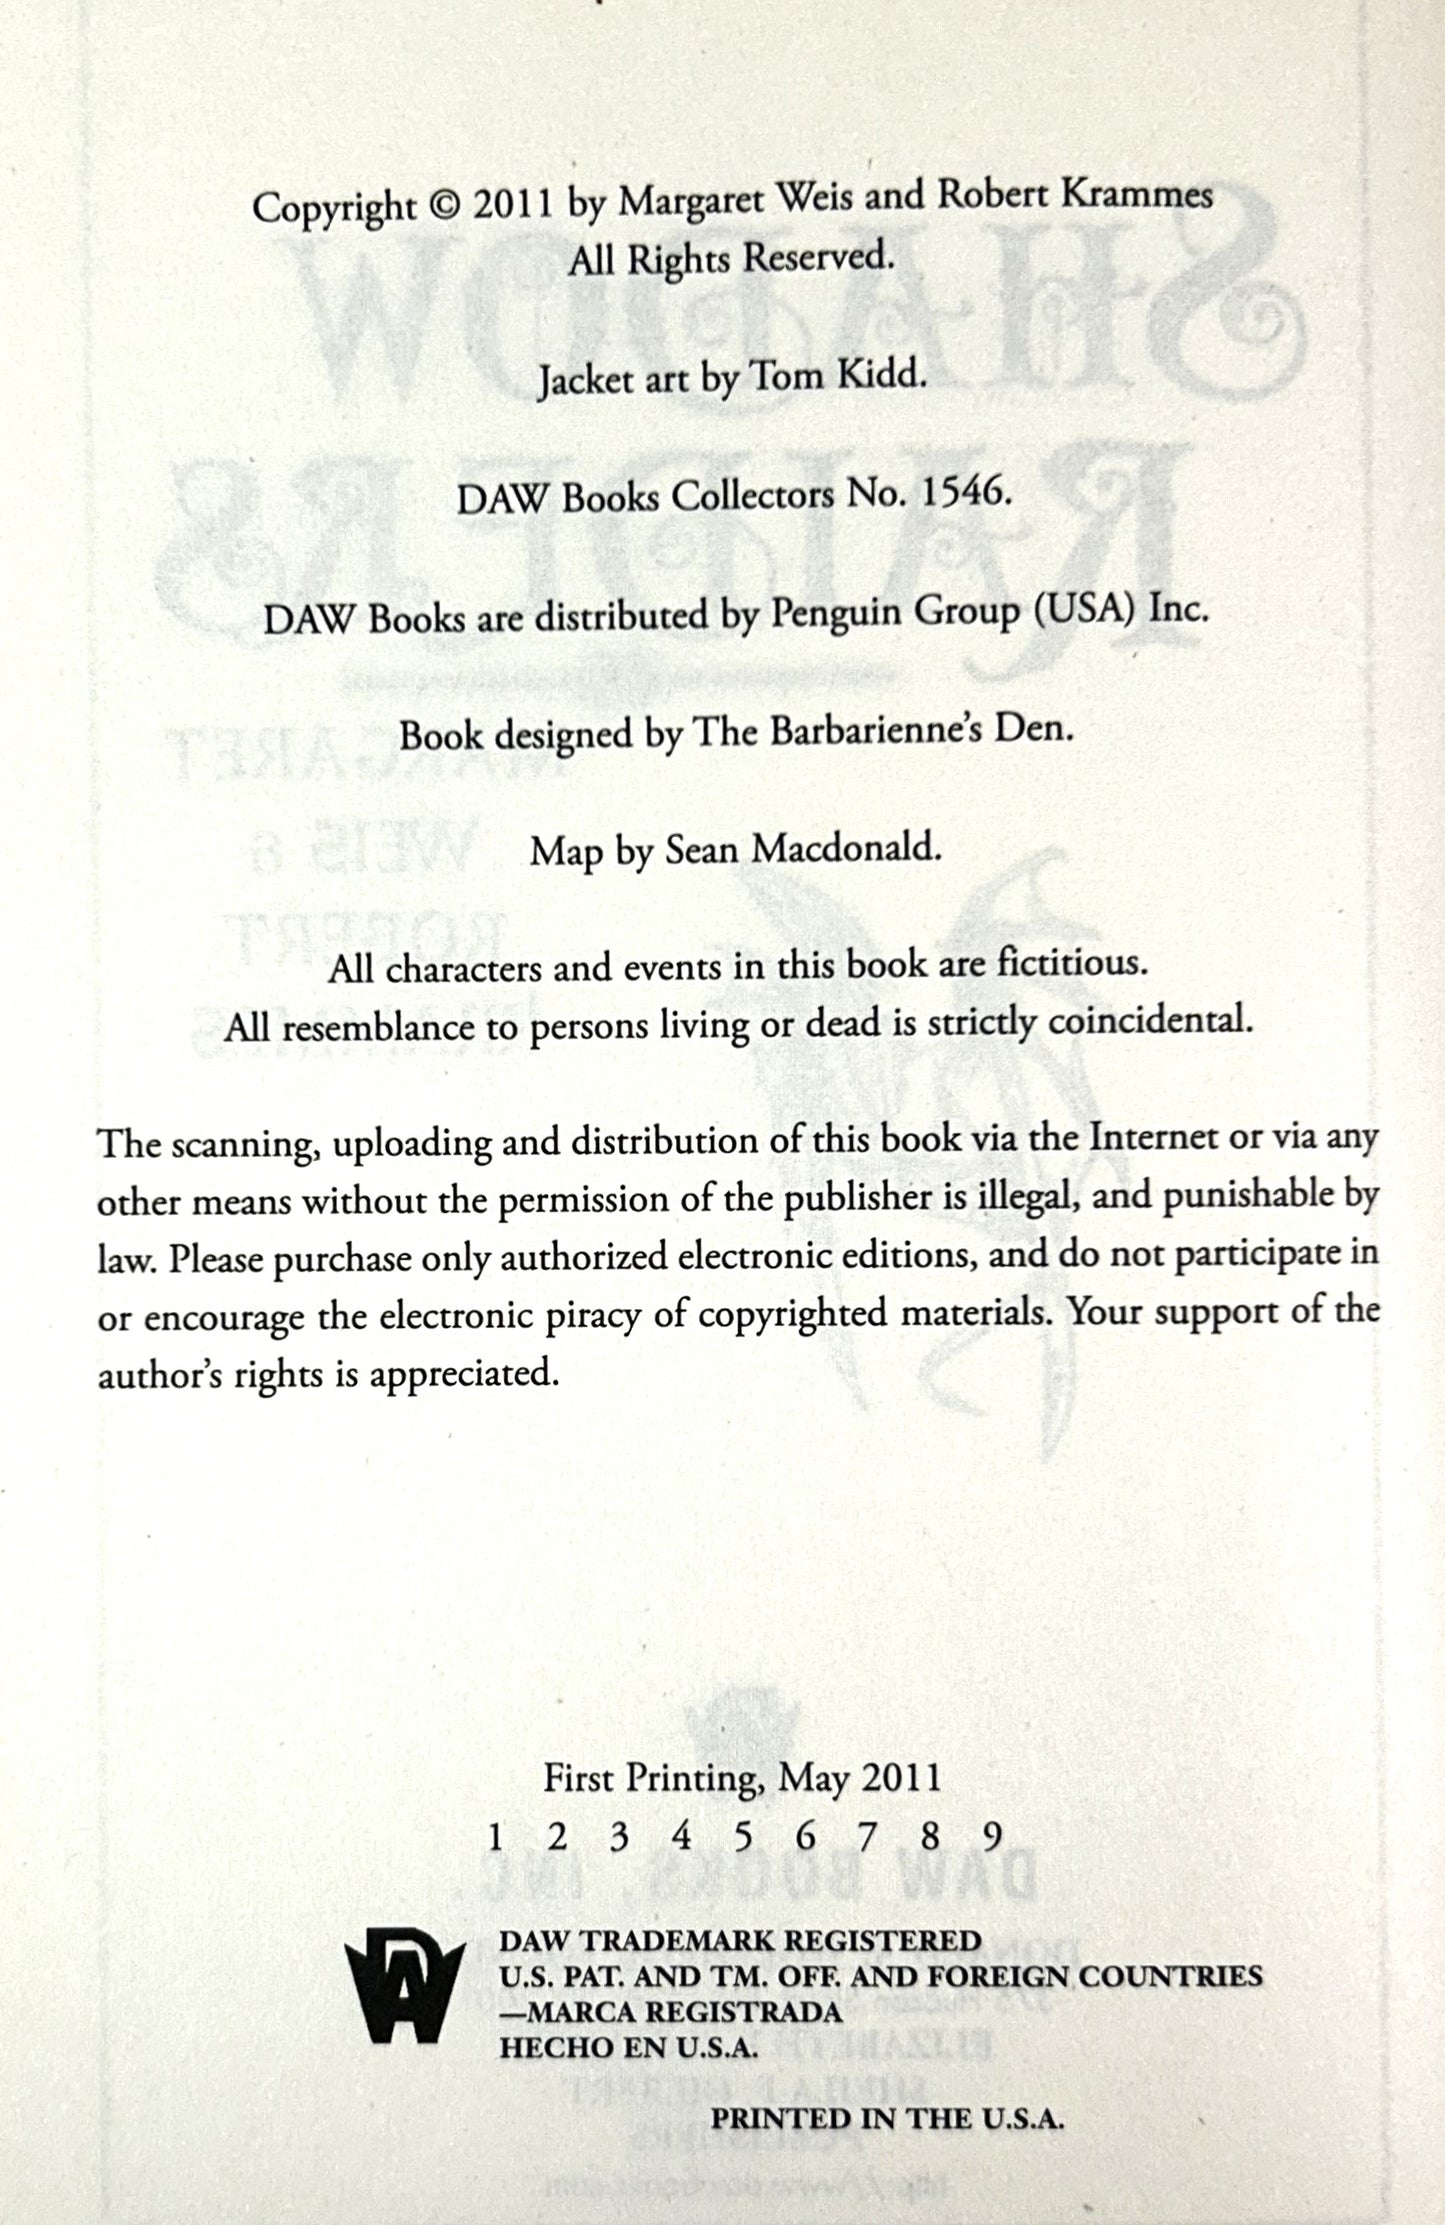 Copyright © 2011 by Margaret Weis and Robert Krammes
All Rights Reserved.
Jacket art by Tom Kidd.
DAW Books Collectors No. 1546.
DAW Books are distributed by Penguin Group (USA) Inc.
Book designed by The Barbarienne's Den.
Map by Sean Macdonald.
All characters and events in this book are fictitious.
All resemblance to persons living or dead is strictly coincidental.
The scanning, uploading and distribution of this book via the Internet or via any
other means without the permission of the publisher is illegal, and punishable by
law. Please purchase only authorized electronic editions, and do not participate in
or encourage the electronic piracy of copyrighted materials. Your support of the
author's rights is appreciated.
First Printing, May 2011
1 2 3 4 5 6 7 8 9
DAW
DAW TRADEMARK REGISTERED
U.S. PAT. AND TM. OFF. AND FOREIGN COUNTRIES
—MARCA REGISTRADA
HECHO EN U.S.A.
PRINTED IN THE U.S.A.